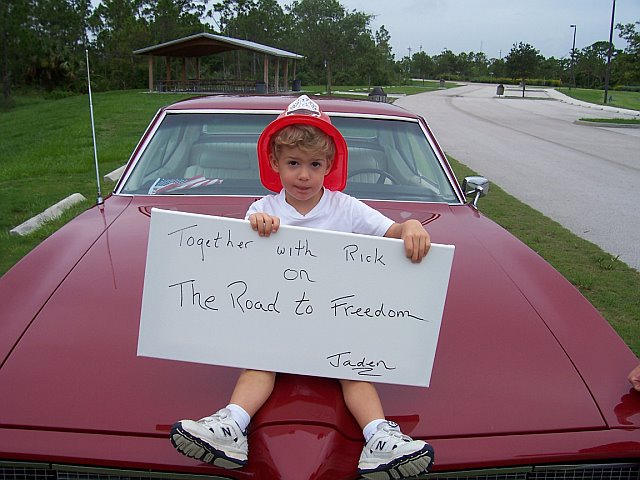 Together with Rick
on
The Road to Freedom
Jaden
N
N